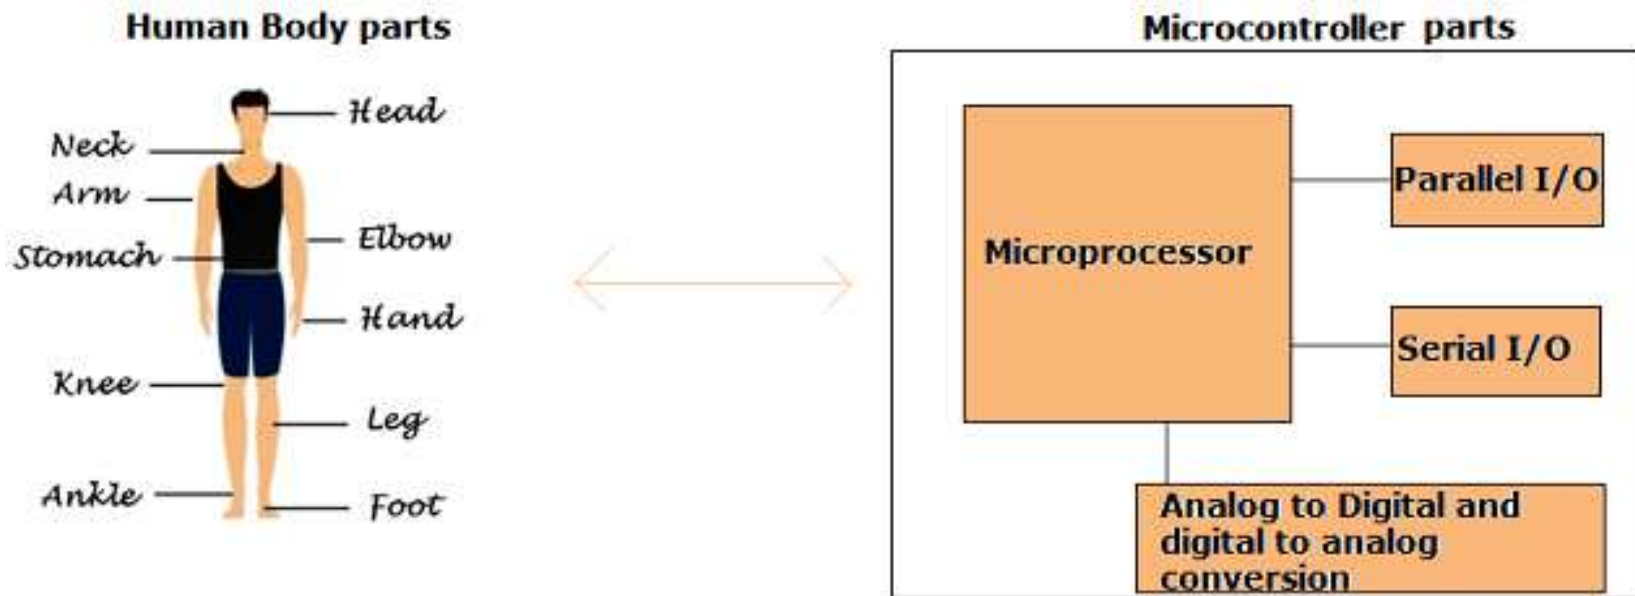 Human Body parts
Head
Neck
Arm
Elbow
Stomach
Hand
Knee
Leg
Ankle
Foot
Microcontroller parts
Microprocessor
Parallel I/O
Serial I/O
Analog to Digital and
digital to analog
conversion